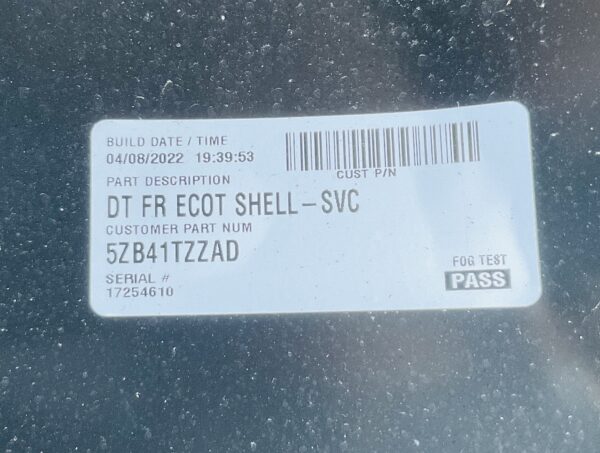 BUILD DATE / TIME
04/08/2022 19:39:53
CUST P/N
PART DESCRIPTION
DT FR ECOT SHELL-SVC
CUSTOMER PART NUM
5ZB41TZZAD
SERIAL #
17254610
FOG TEST
PASS